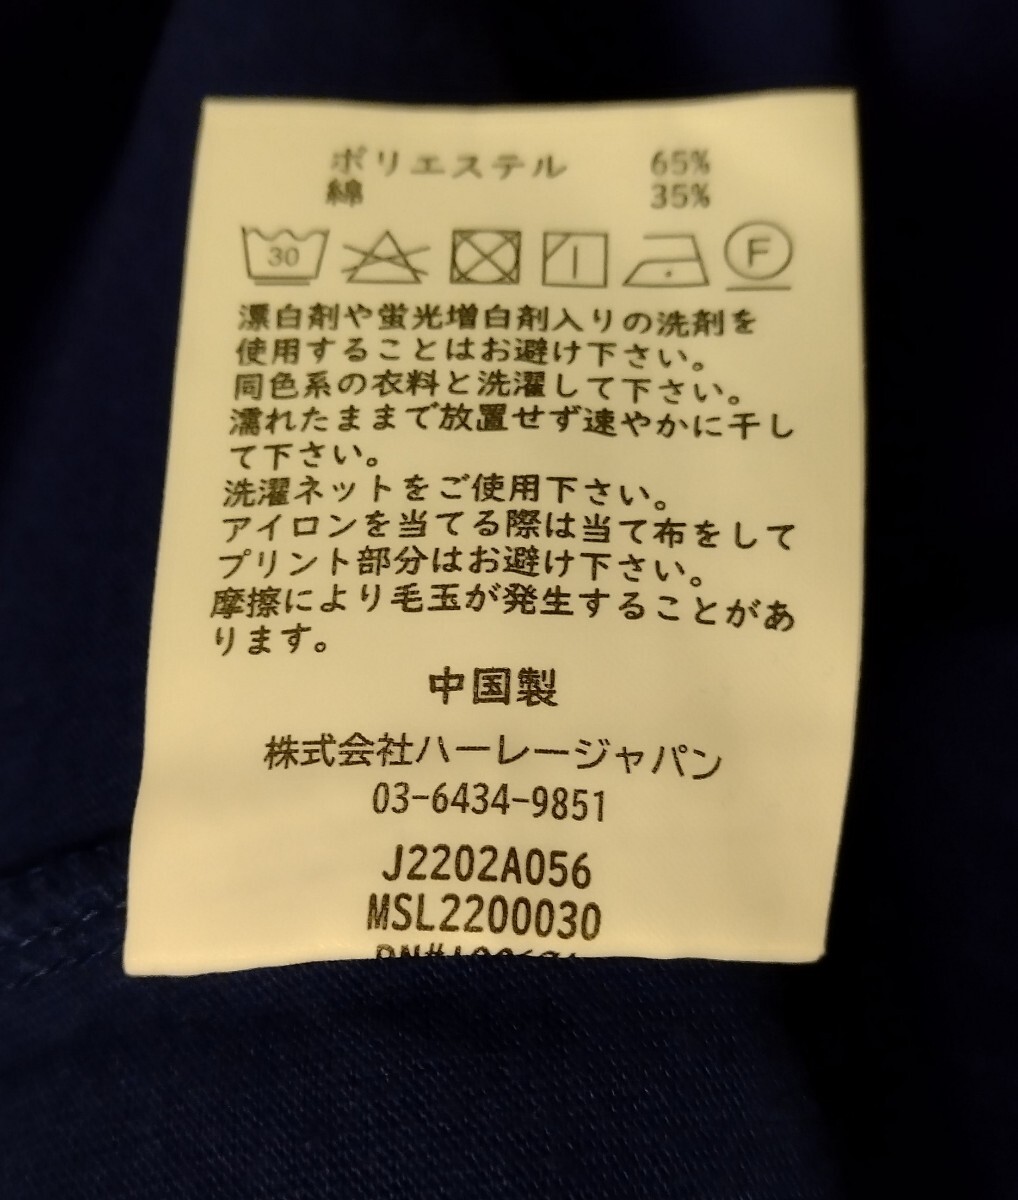 ポリエステル 65%
綿 35%
30 F
漂白剤や蛍光増白剤入りの洗剤を
使用することはお避け下さい。
同色系の衣料と洗濯して下さい。
濡れたままで放置せず速やかに干し
て下さい。
洗濯ネットをご使用下さい。
アイロンを当てる際は当て布をして
プリント部分はお避け下さい。
摩擦により毛玉が発生することがあ
ります。
中国製
株式会社ハーレージャパン
03-6434-9851
J2202A056
MSL2200030